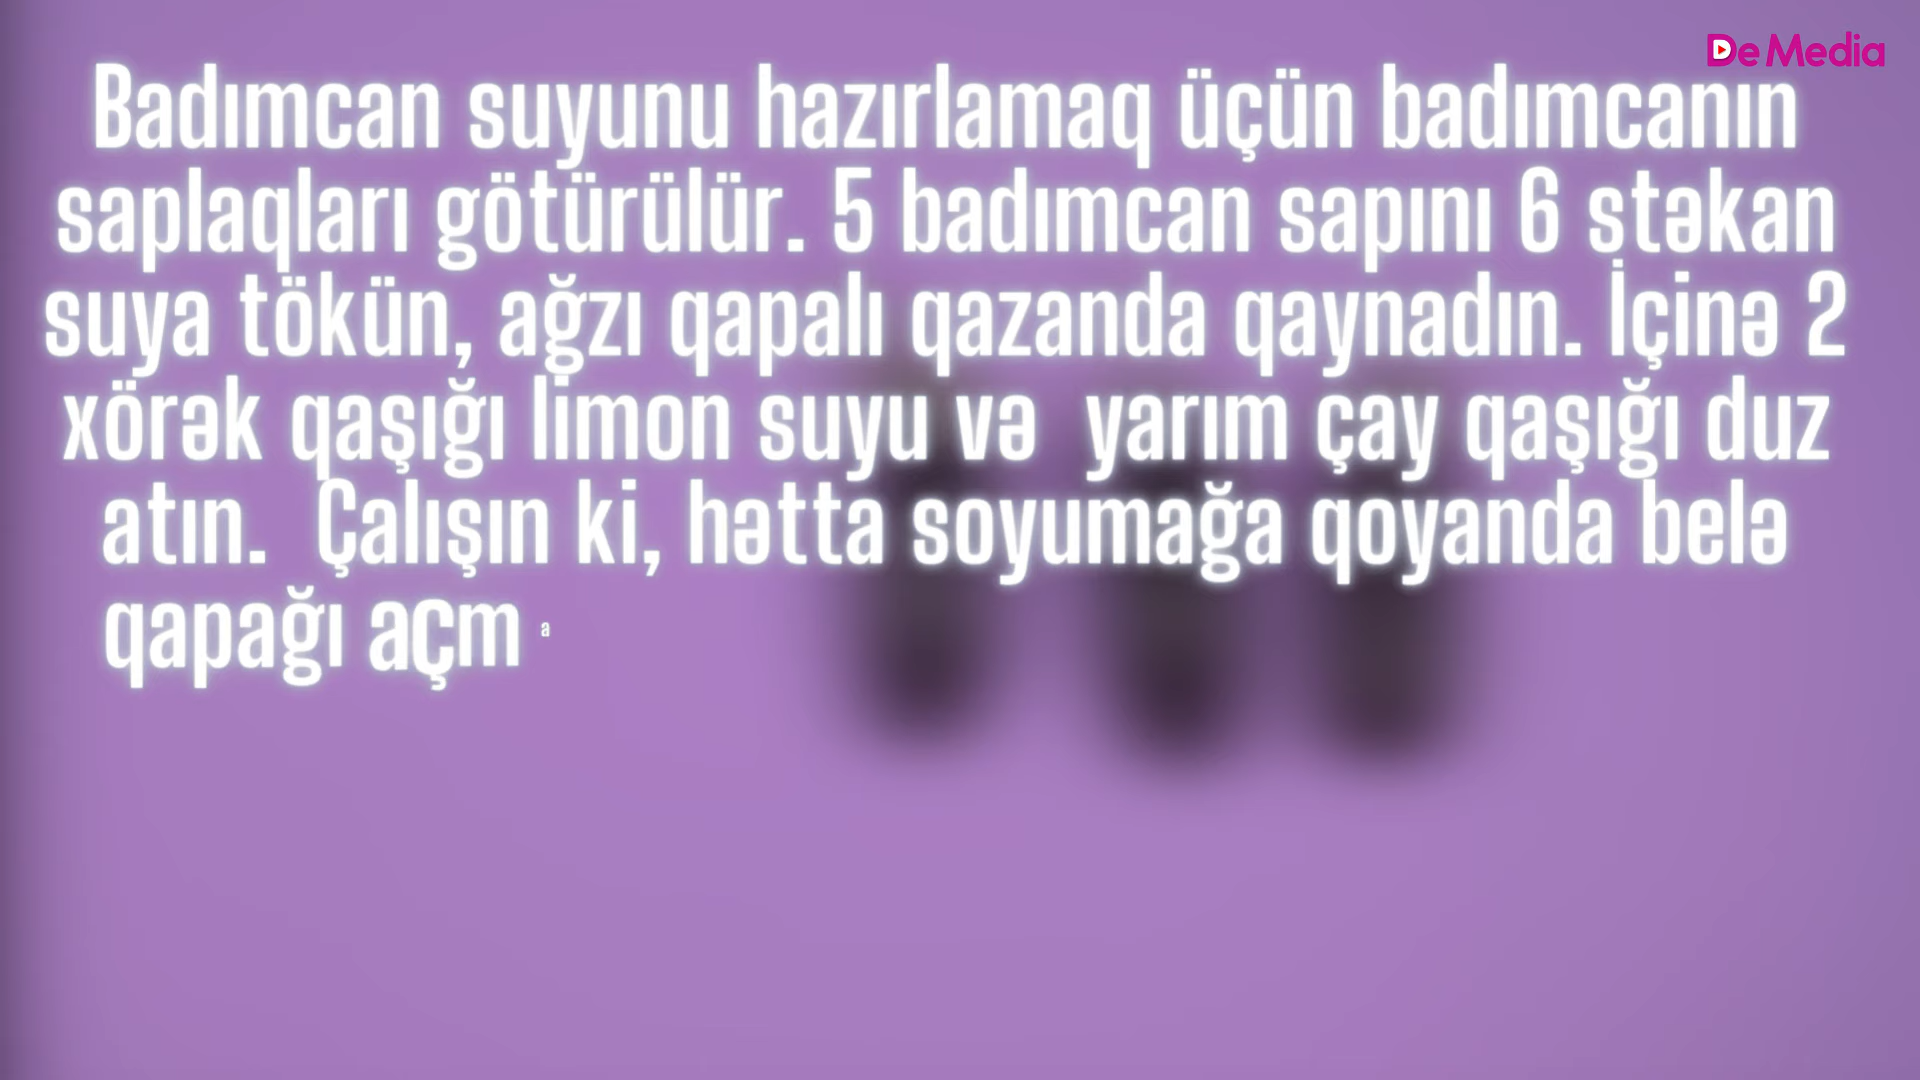 De Media
Badımcan suyunu hazırlamaq üçün badımcanın
saplaqları götürülür. 5 badımcan sapını 6 stəkan
suya tökün, ağzı qapalı qazanda qaynadın. İçinə 2
xörək qaşığı limon suyu və yarım çay qaşığı duz
atın. Çalışın ki, hətta soyumağa qoyanda belə
qapağı açma